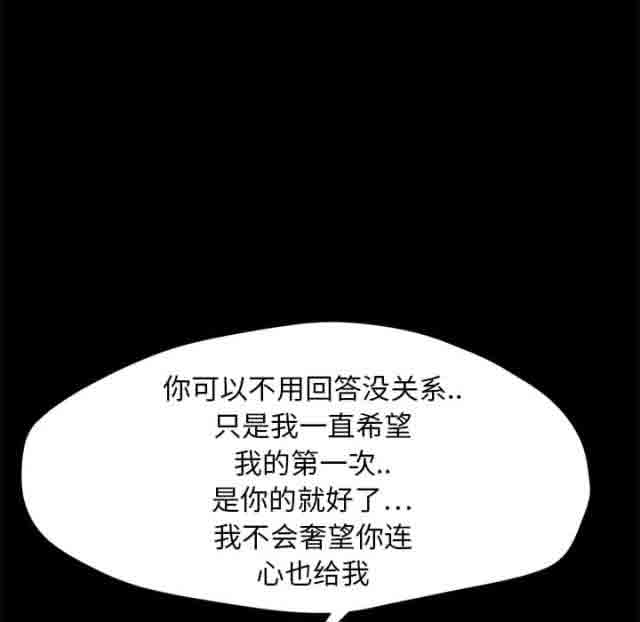 你可以不用回答没关系..
只是我一直希望
我的第一次..
是你的就好了...
我不会奢望你连
心也给我